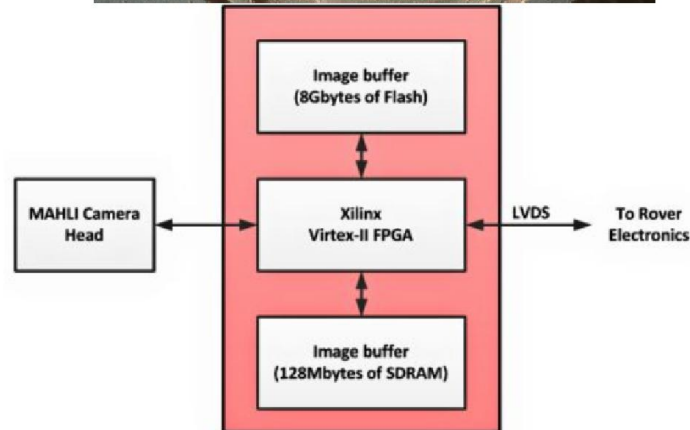 Image buffer
(8Gbytes of Flash)
MAHLI Camera
Head
Xilinx
Virtex-II FPGA
LVDS
To Rover
Electronics
Image buffer
(128Mbytes of SDRAM)